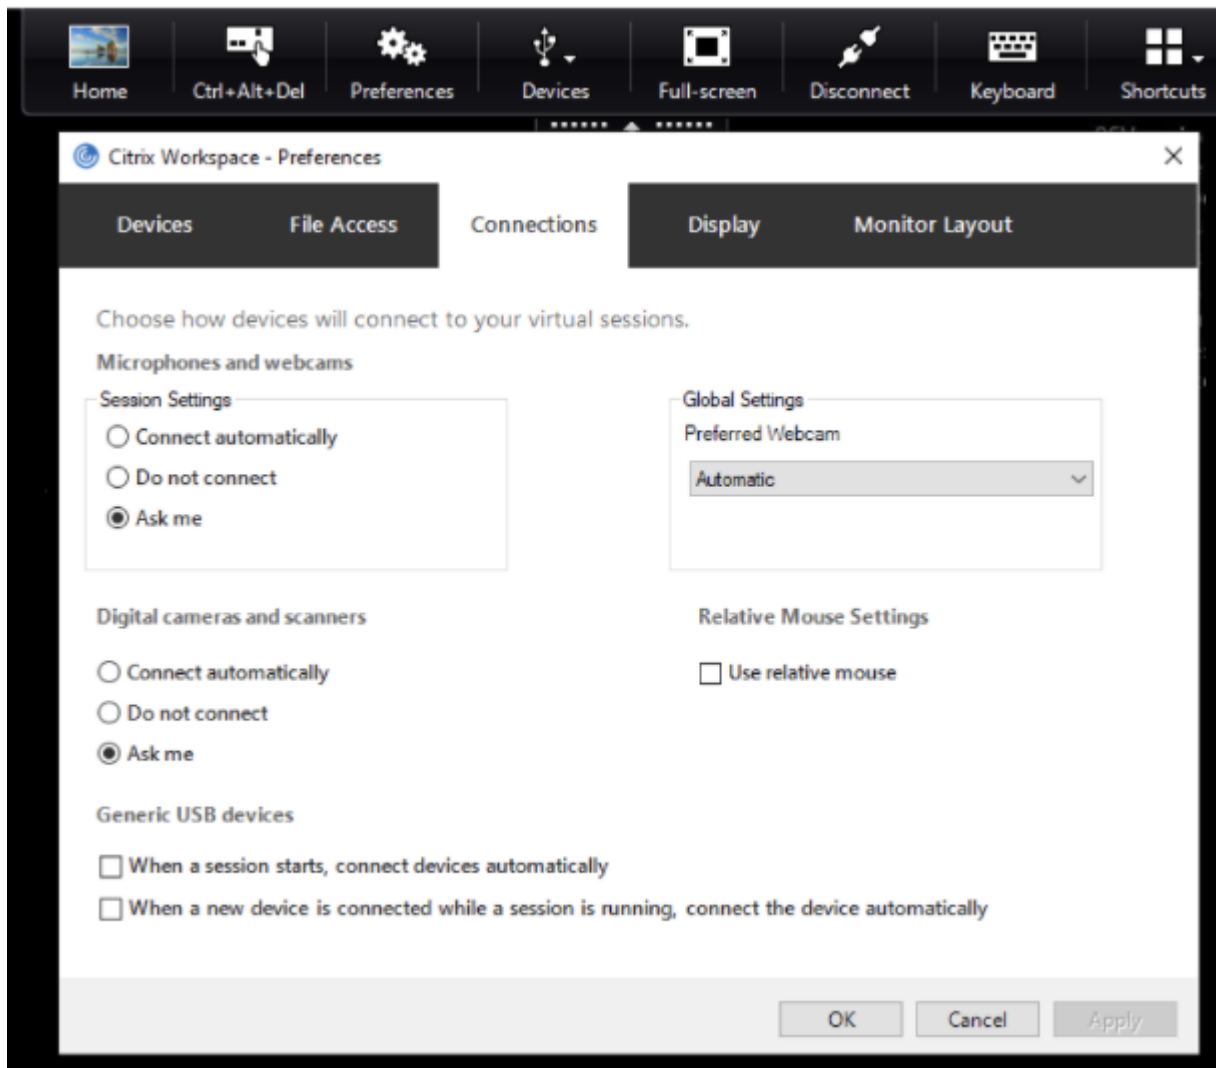 Home Ctrl+Alt+Del Preferences Devices Full-screen Disconnect Keyboard Shortcuts
Citrix Workspace - Preferences
Devices File Access Connections Display Monitor Layout
Choose how devices will connect to your virtual sessions.
Microphones and webcams
Session Settings
Connect automatically
Do not connect
Ask me
Global Settings
Preferred Webcam
Automatic
Digital cameras and scanners
Connect automatically
Do not connect
Ask me
Relative Mouse Settings
Use relative mouse
Generic USB devices
When a session starts, connect devices automatically
When a new device is connected while a session is running, connect the device automatically
OK Cancel Apply